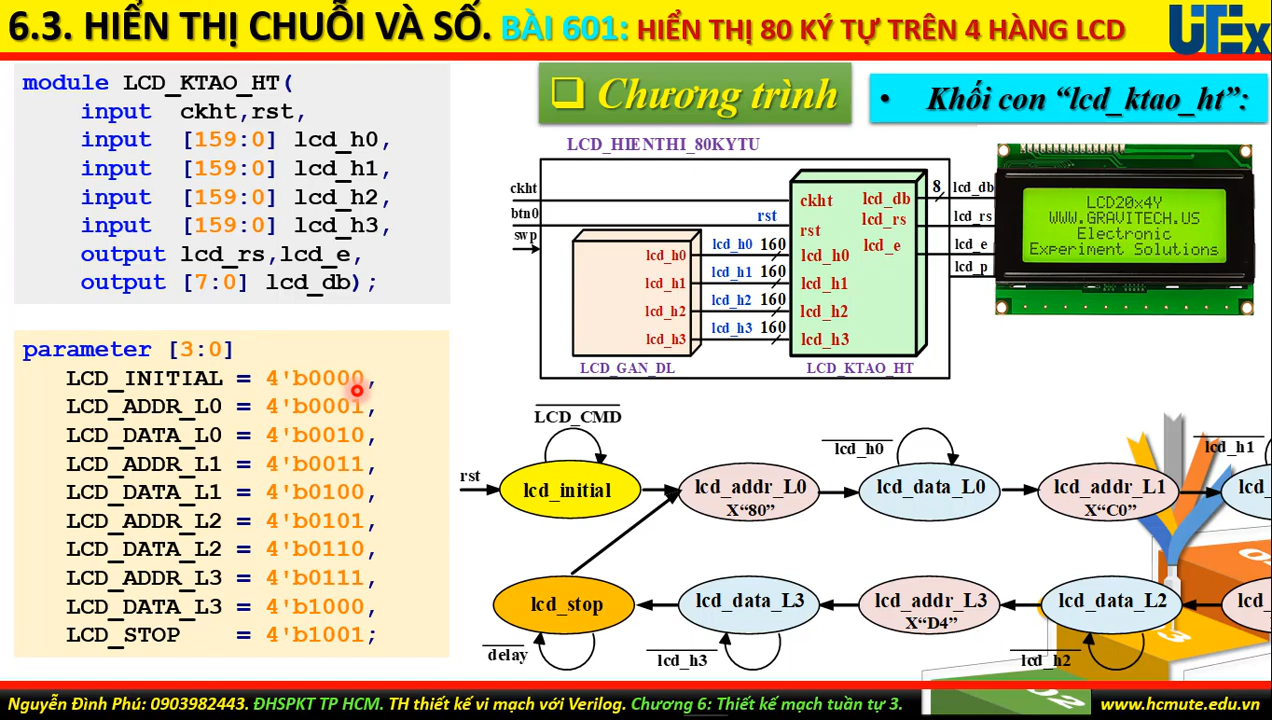 6.3. HIỂN THỊ CHUỖI VÀ SỐ. BÀI 601: HIỂN THỊ 80 KÝ TỰ TRÊN 4 HÀNG LCD
UTEx
module LCD_KTAO_HT(
input ckht,rst,
input [159:0] lcd_h0,
input [159:0] lcd_h1,
input [159:0] lcd_h2,
input [159:0] lcd_h3,
output lcd_rs,lcd_e,
output [7:0] lcd_db);
parameter [3:0]
LCD_INITIAL = 4'b0000,
LCD_ADDR_L0 = 4'b0001,
LCD_DATA_L0 = 4'b0010,
LCD_ADDR_L1 = 4'b0011,
LCD_DATA_L1 = 4'b0100,
LCD_ADDR_L2 = 4'b0101,
LCD_DATA_L2 = 4'b0110,
LCD_ADDR_L3 = 4'b0111,
LCD_DATA_L3 = 4'b1000,
LCD_STOP = 4'b1001;
Chương trình
• Khối con “lcd_ktao_ht”:
LCD_HIENTHI_80KYTU
ckht
btn0
swp
rst
lcd_h0
lcd_h1
lcd_h2
lcd_h3
LCD_GAN_DL
lcd_h0 160
lcd_h1 160
lcd_h2 160
lcd_h3 160
ckht lcd_db
lcd_rs
rst
lcd_e
lcd_h0
lcd_h1
lcd_h2
lcd_h3
LCD_KTAO_HT
8 lcd_db
lcd_rs
lcd_e
lcd_p
LCD20x4Y
WWW.GRAVITECH.US
Electronic
Experiment Solutions
LCD_CMD
rst
lcd_initial
lcd_addr_L0
X“80”
lcd_h0
lcd_data_L0
lcd_addr_L1
X“C0”
lcd_h1
lcd_
lcd_stop
delay
lcd_data_L3
lcd_h3
lcd_addr_L3
X“D4”
lcd_data_L2
lcd_h2
lcd_
3
02
Nguyễn Đình Phú: 0903982443. ĐHSPKT TP HCM. TH thiết kế vi mạch với Verilog. Chương 6: Thiết kế mạch tuần tự 3. www.hcmute.edu.vn